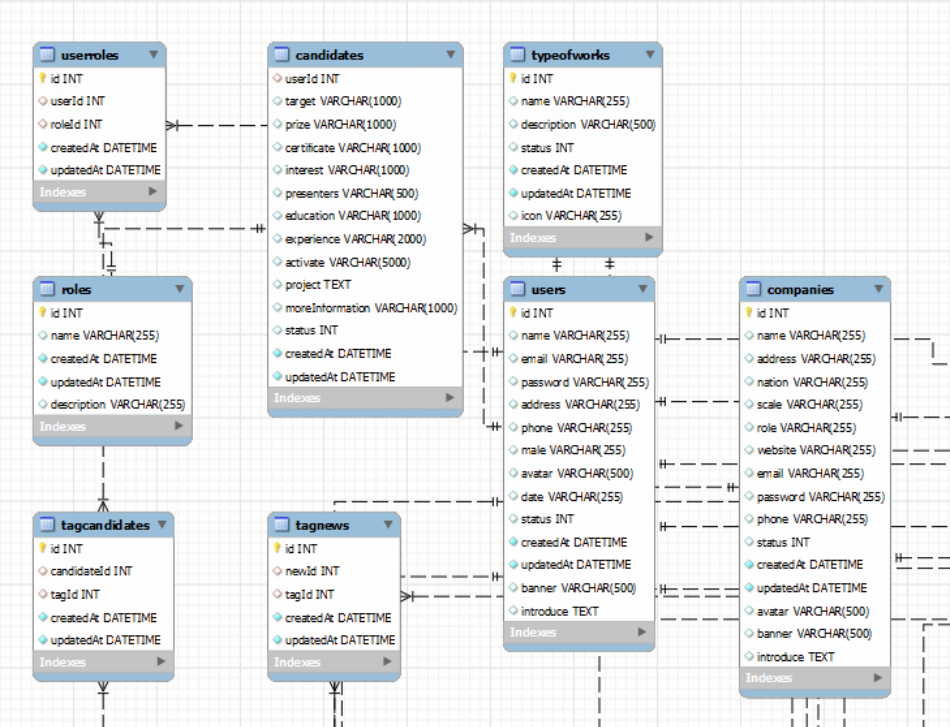 userroles
id INT
userId INT
roleId INT
createdAt DATETIME
updatedAt DATETIME
Indexes
candidates
userId INT
target VARCHAR(1000)
prize VARCHAR(1000)
certificate VARCHAR(1000)
interest VARCHAR(1000)
presenters VARCHAR(500)
education VARCHAR(1000)
experience VARCHAR(2000)
activate VARCHAR(5000)
project TEXT
moreInformation VARCHAR(1000)
status INT
createdAt DATETIME
updatedAt DATETIME
Indexes
typeofworks
id INT
name VARCHAR(255)
description VARCHAR(500)
status INT
createdAt DATETIME
updatedAt DATETIME
icon VARCHAR(255)
Indexes
roles
id INT
name VARCHAR(255)
createdAt DATETIME
updatedAt DATETIME
description VARCHAR(255)
Indexes
users
id INT
name VARCHAR(255)
email VARCHAR(255)
password VARCHAR(255)
address VARCHAR(255)
phone VARCHAR(255)
male VARCHAR(255)
avatar VARCHAR(500)
date VARCHAR(255)
status INT
createdAt DATETIME
updatedAt DATETIME
banner VARCHAR(500)
introduce TEXT
Indexes
companies
id INT
name VARCHAR(255)
address VARCHAR(255)
nation VARCHAR(255)
scale VARCHAR(255)
role VARCHAR(255)
website VARCHAR(255)
email VARCHAR(255)
password VARCHAR(255)
phone VARCHAR(255)
status INT
createdAt DATETIME
updatedAt DATETIME
avatar VARCHAR(500)
banner VARCHAR(500)
introduce TEXT
Indexes
tagcandidates
id INT
candidateId INT
tagId INT
createdAt DATETIME
updatedAt DATETIME
Indexes
tagnews
id INT
newId INT
tagId INT
createdAt DATETIME
updatedAt DATETIME
Indexes